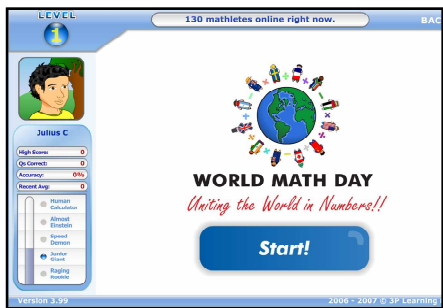 LEVEL
1
130 mathletes online right now.
BAC
Julius C
High Score: 0
Qs Correct: 0
Accuracy: 0%
Recent Avg: 0
Human
Calculator
Almost
Einstein
Speed
Demon
Junior
Giant
Raging
Rookie
WORLD MATH DAY
Uniting the World in Numbers!!
Start!
Version 3.99
2006 - 2007 © 3P Learning